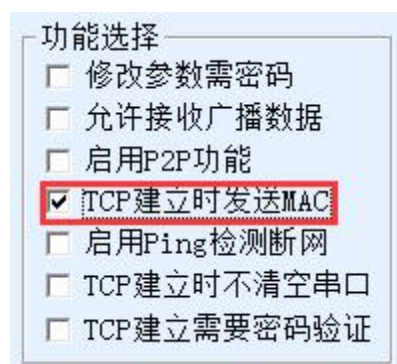 功能选择
修改参数需密码
允许接收广播数据
启用P2P功能
TCP建立时发送MAC
启用Ping检测断网
TCP建立时不清空串口
TCP建立需要密码验证